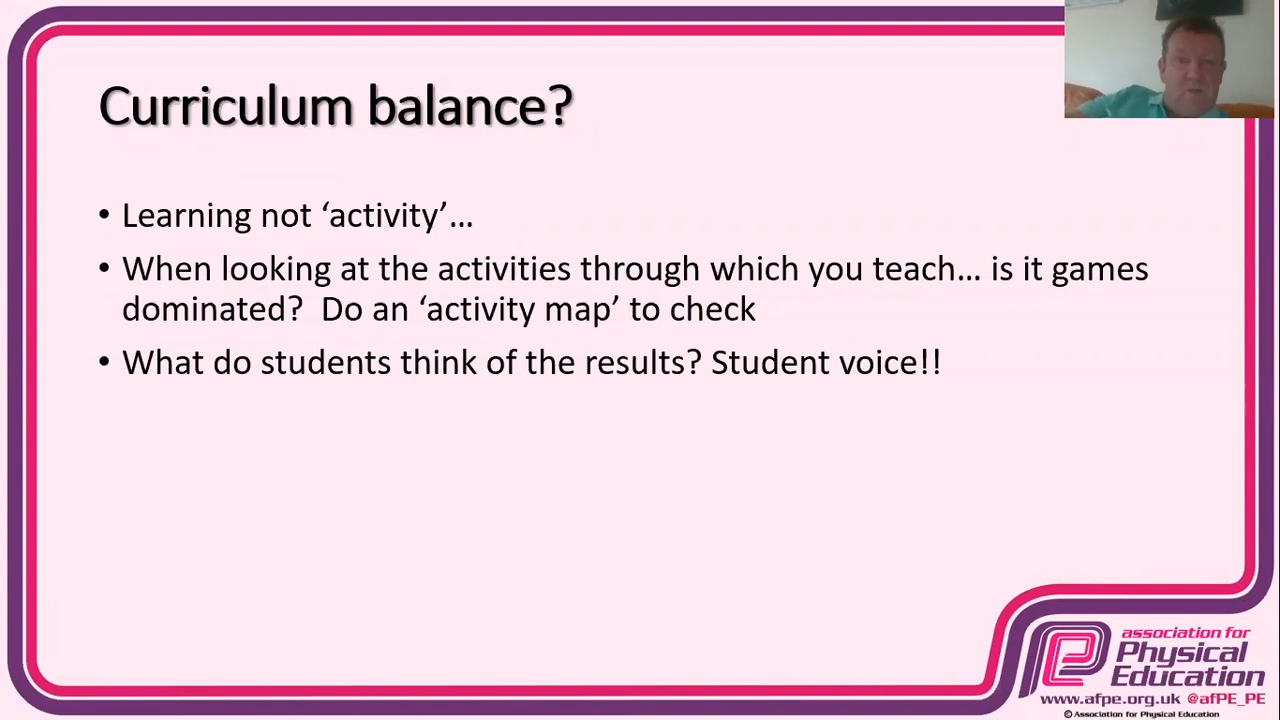 Curriculum balance?
• Learning not ‘activity’…
• When looking at the activities through which you teach… is it games
dominated?  Do an ‘activity map’ to check
• What do students think of the results? Student voice!!
association for
Physical
Education
www.afpe.org.uk @afPE_PE
© Association for Physical Education